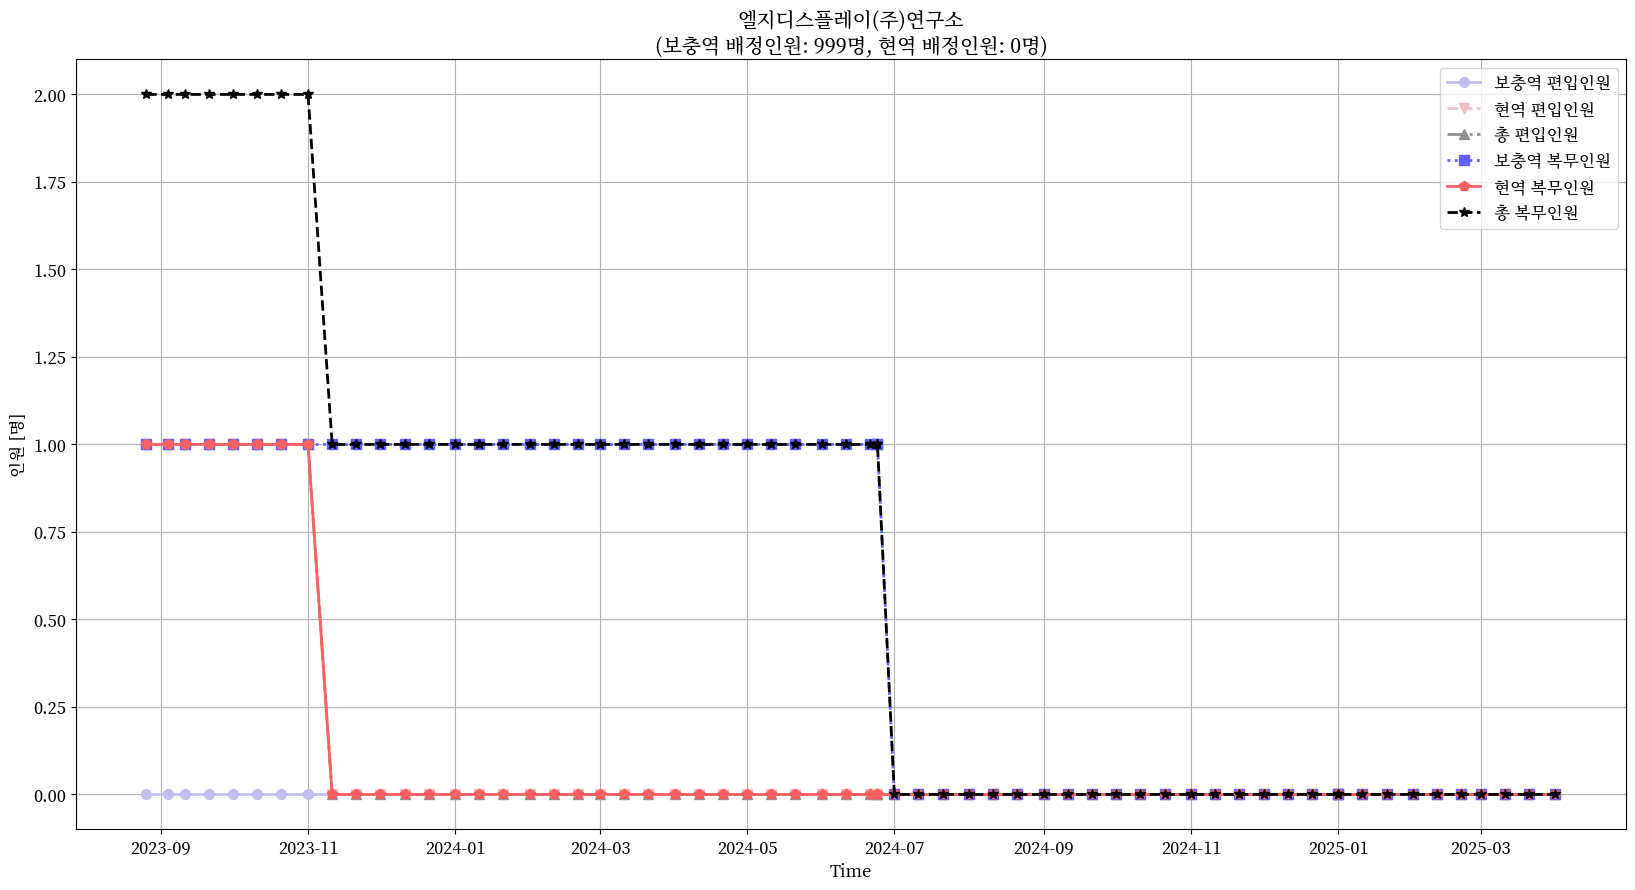 엘지디스플레이(주)연구소
(보충역 배정인원: 999명, 현역 배정인원: 0명)
보충역 편입인원
현역 편입인원
총 편입인원
보충역 복무인원
현역 복무인원
총 복무인원
인원 [명]
2.00
1.75
1.50
1.25
1.00
0.75
0.50
0.25
0.00
2023-09
2023-11
2024-01
2024-03
2024-05
2024-07
2024-09
2024-11
2025-01
2025-03
Time